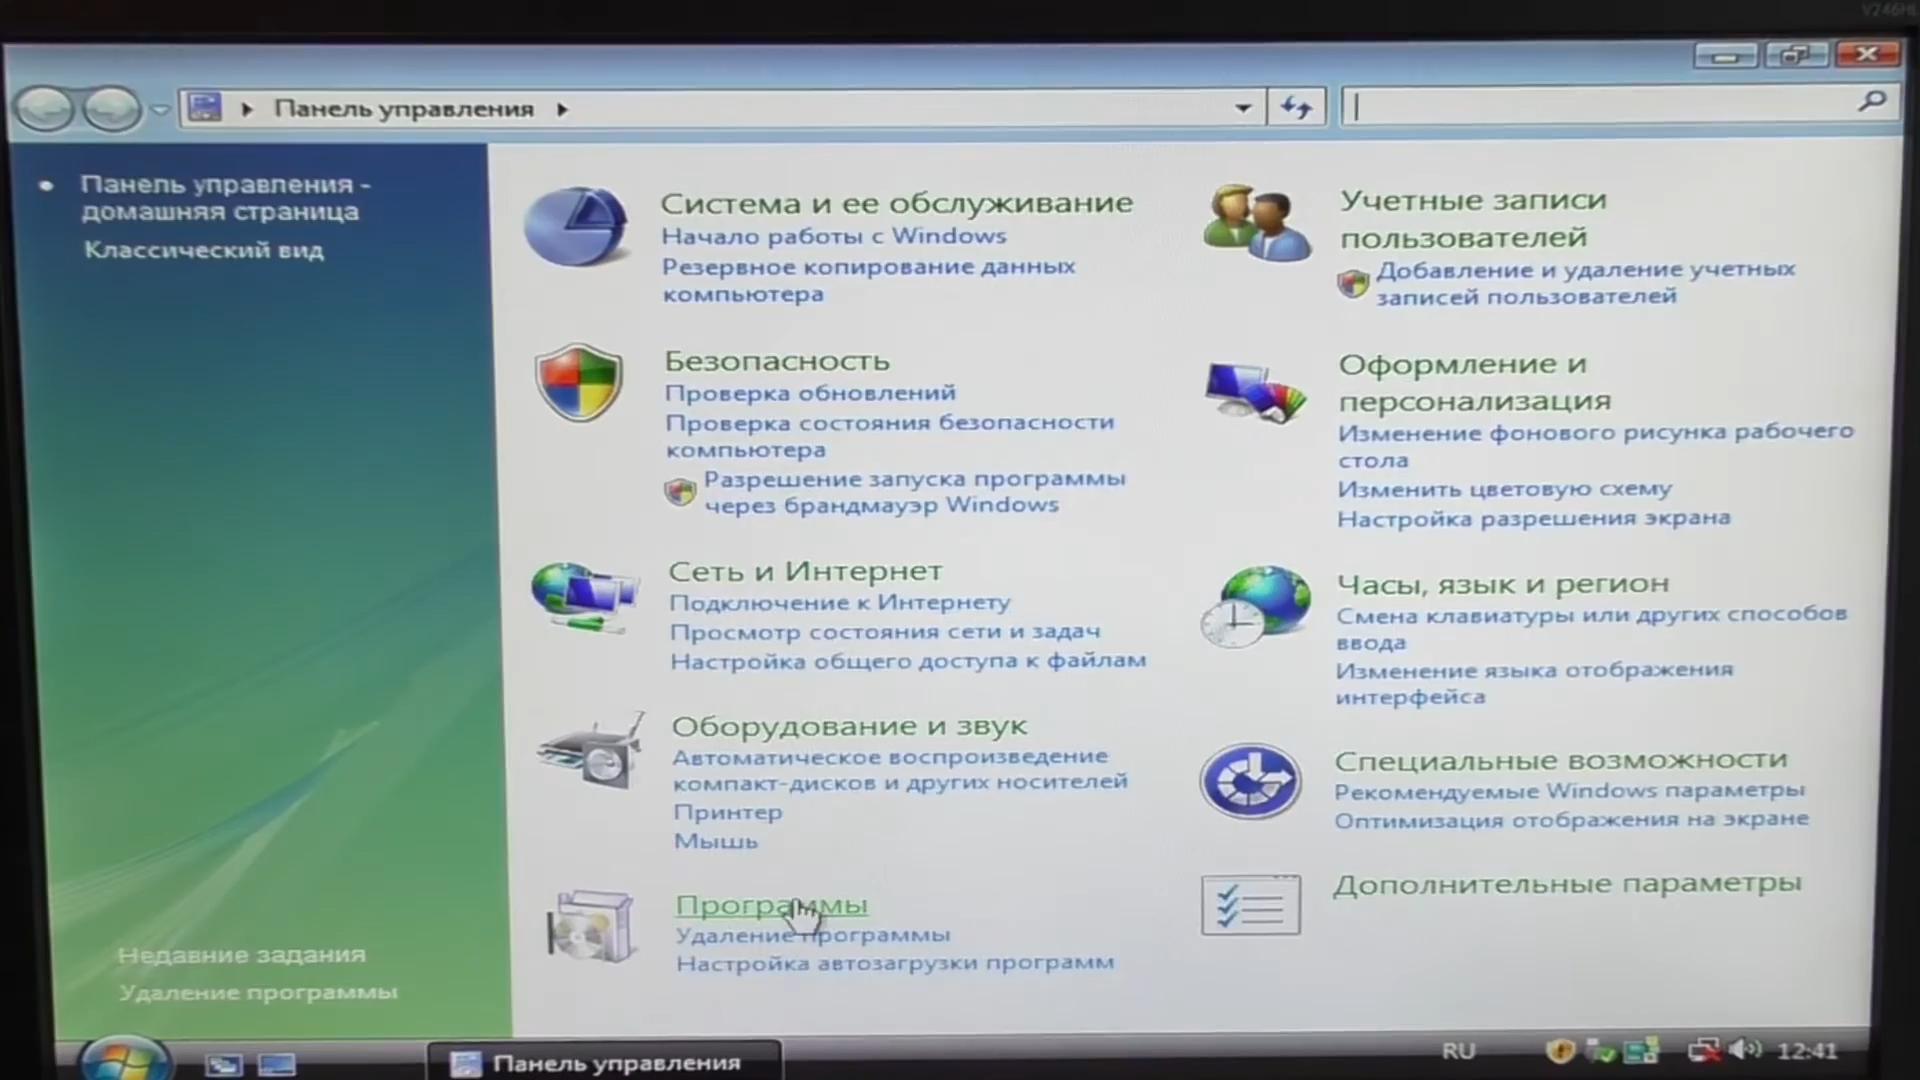 V246HL
Панель управления
Панель управления -
домашняя страница
Классический вид
Система и ее обслуживание
Начало работы с Windows
Резервное копирование данных
компьютера
Безопасность
Проверка обновлений
Проверка состояния безопасности
компьютера
Разрешение запуска программы
через брандмауэр Windows
Сеть и Интернет
Подключение к Интернету
Просмотр состояния сети и задач
Настройка общего доступа к файлам
Оборудование и звук
Автоматическое воспроизведение
компакт-дисков и других носителей
Принтер
Мышь
Программы
Удаление программы
Настройка автозагрузки программ
Учетные записи
пользователей
Добавление и удаление учетных
записей пользователей
Оформление и
персонализация
Изменение фонового рисунка рабочего
стола
Изменить цветовую схему
Настройка разрешения экрана
Часы, язык и регион
Смена клавиатуры или других способов
ввода
Изменение языка отображения
интерфейса
Специальные возможности
Рекомендуемые Windows параметры
Оптимизация отображения на экране
Дополнительные параметры
Недавние задания
Удаление программы
Панель управления
RU
12:41